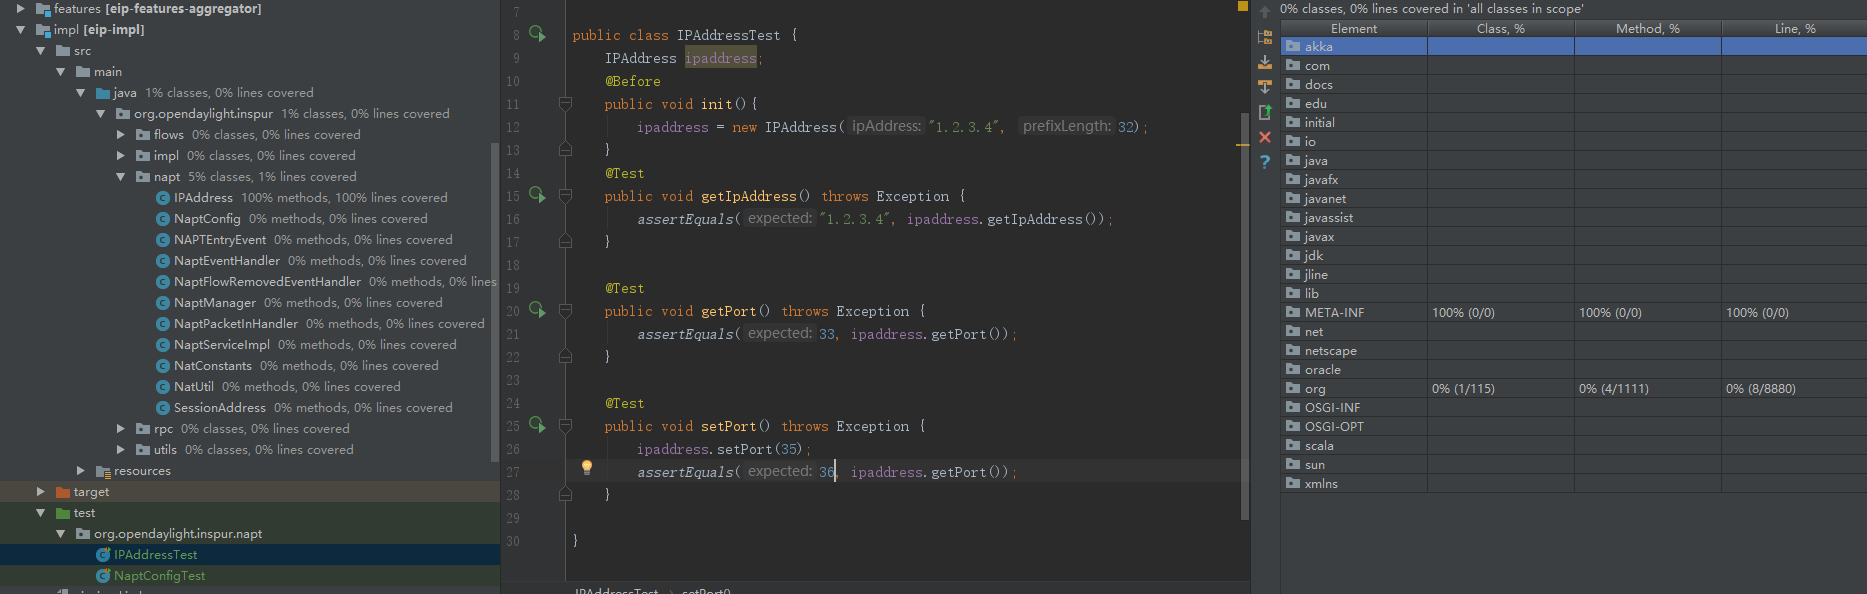 features [eip-features-aggregator]
impl [eip-impl]
src
main
java 1% classes, 0% lines covered
org.opendaylight.inspur 1% classes, 0% lines covered
flows 0% classes, 0% lines covered
impl 0% classes, 0% lines covered
napt 5% classes, 1% lines covered
IPAddress 100% methods, 100% lines covered
NaptConfig 0% methods, 0% lines covered
NAPTEntryEvent 0% methods, 0% lines covered
NaptEventHandler 0% methods, 0% lines covered
NaptFlowRemovedEventHandler 0% methods, 0% lines
NaptManager 0% methods, 0% lines covered
NaptPacketInHandler 0% methods, 0% lines covered
NaptServiceImpl 0% methods, 0% lines covered
NatConstants 0% methods, 0% lines covered
NatUtil 0% methods, 0% lines covered
SessionAddress 0% methods, 0% lines covered
rpc 0% classes, 0% lines covered
utils 0% classes, 0% lines covered
resources
target
test
org.opendaylight.inspur.napt
IPAddressTest
NaptConfigTest
7
8 public class IPAddressTest {
9 IPAddress ipaddress;
10 @Before
11 public void init(){
12 ipaddress = new IPAddress( ipAddress: "1.2.3.4", prefixLength: 32);
13 }
14 @Test
15 public void getIpAddress() throws Exception {
16 assertEquals( expected: "1.2.3.4", ipaddress.getIpAddress());
17 }
18
19 @Test
20 public void getPort() throws Exception {
21 assertEquals( expected: 33, ipaddress.getPort());
22 }
23
24 @Test
25 public void setPort() throws Exception {
26 ipaddress.setPort(35);
27 assertEquals( expected: 36, ipaddress.getPort());
28 }
29
30 }
IPAddressTest › setPort()
0% classes, 0% lines covered in 'all classes in scope'
Element Class, % Method, % Line, %
akka
com
docs
edu
initial
io
java
javafx
javanet
javassist
javax
jdk
jline
lib
META-INF 100% (0/0) 100% (0/0) 100% (0/0)
net
netscape
oracle
org 0% (1/115) 0% (4/1111) 0% (8/8880)
OSGI-INF
OSGI-OPT
scala
sun
xmlns